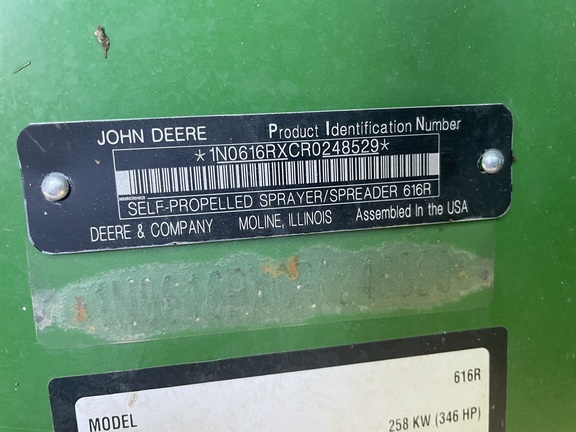 JOHN DEERE Product Identification Number
*1N0616RXCR0248529*
SELF-PROPELLED SPRAYER/SPREADER 616R
DEERE & COMPANY MOLINE, ILLINOIS Assembled In the USA
616R
MODEL 258 KW (346 HP)